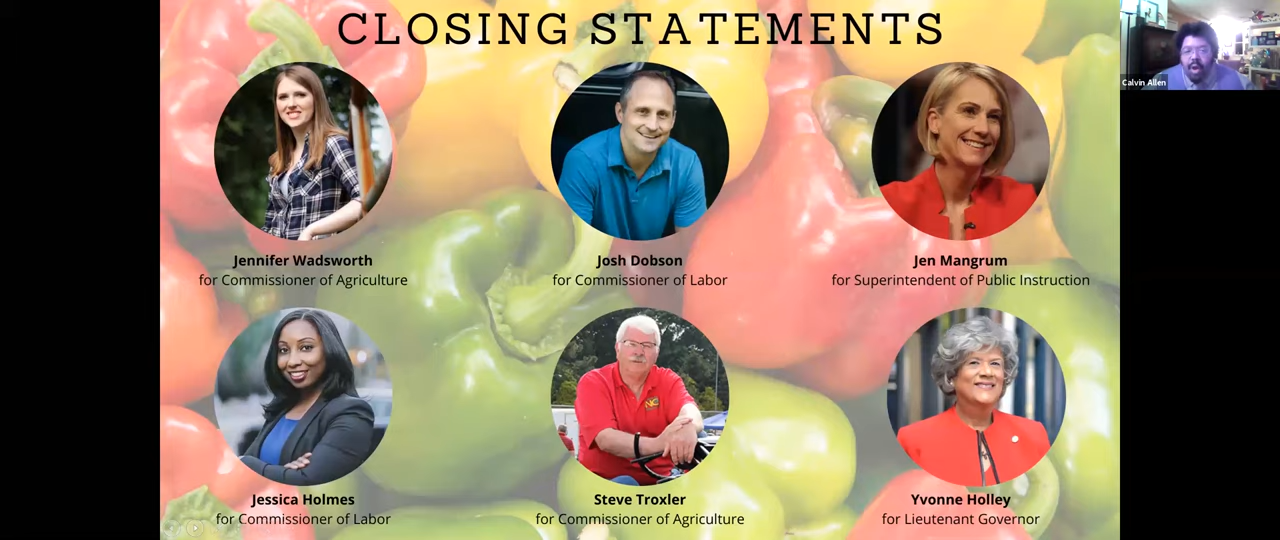 CLOSING STATEMENTS
Calvin Allen
Jennifer Wadsworth
for Commissioner of Agriculture
Josh Dobson
for Commissioner of Labor
Jen Mangrum
for Superintendent of Public Instruction
Jessica Holmes
for Commissioner of Labor
Steve Troxler
for Commissioner of Agriculture
Yvonne Holley
for Lieutenant Governor